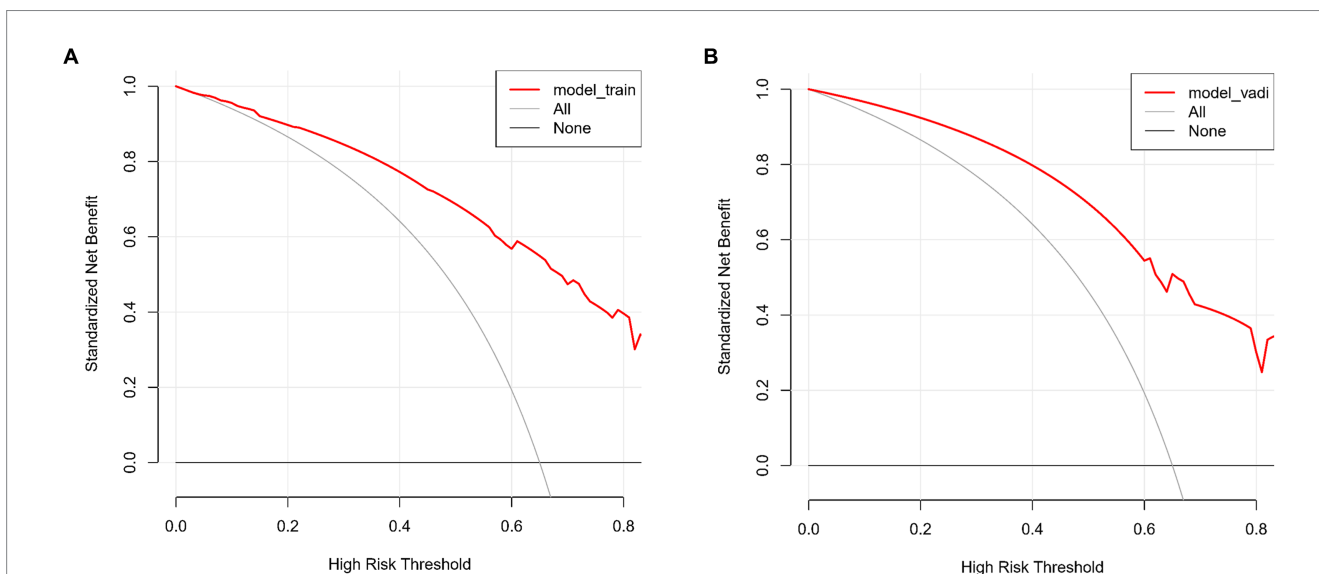 A
model_train
All
None
Standardized Net Benefit
1.0
0.8
0.6
0.4
0.2
0.0
0.0 0.2 0.4 0.6 0.8
High Risk Threshold
B
model_vadi
All
None
Standardized Net Benefit
1.0
0.8
0.6
0.4
0.2
0.0
0.0 0.2 0.4 0.6 0.8
High Risk Threshold